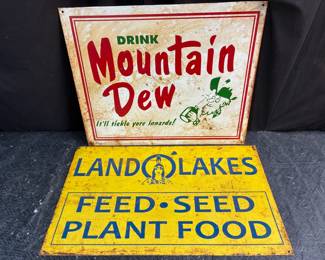 DRINK
Mountain
Dew
It'll tickle yore innards!
LAND O' LAKES
FEED • SEED
PLANT FOOD